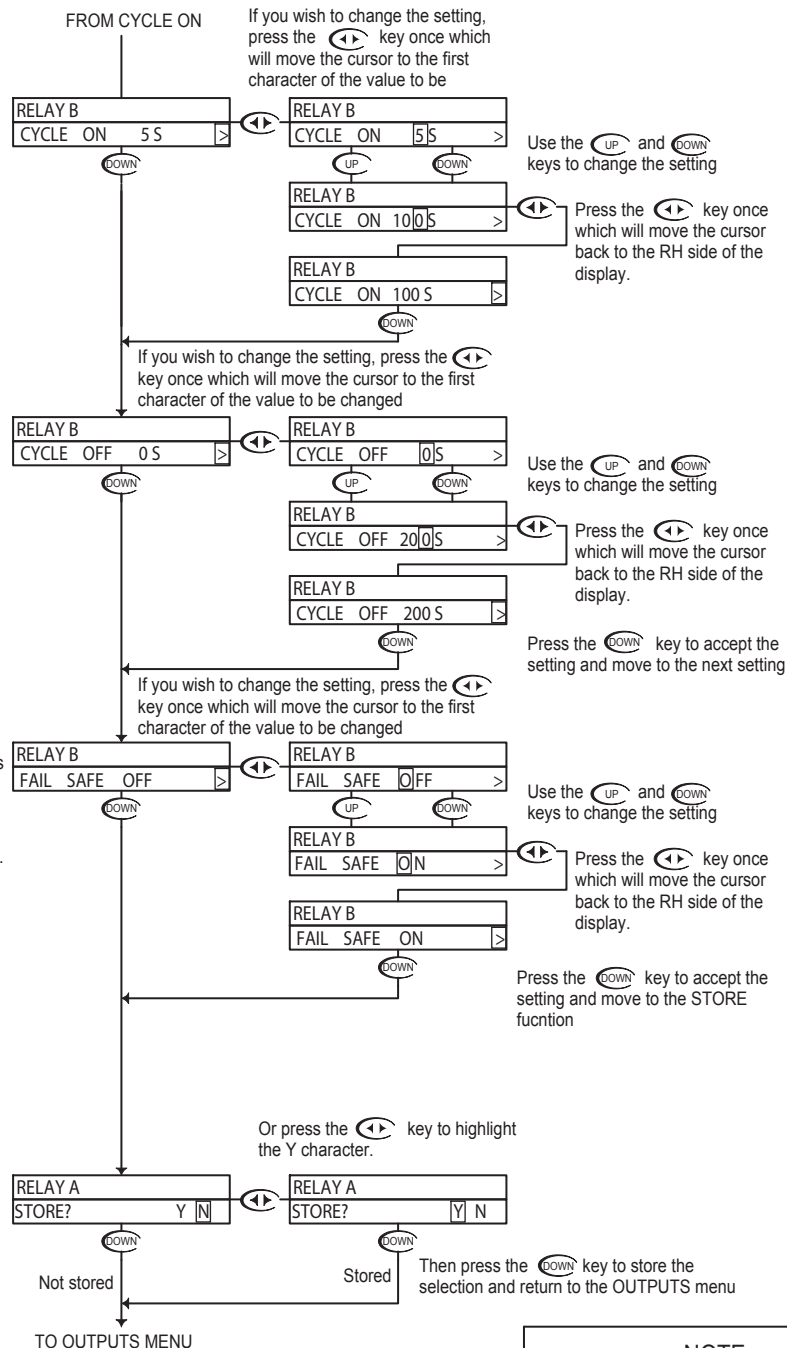 FROM CYCLE ON
If you wish to change the setting,
press the key once which
will move the cursor to the first
character of the value to be
RELAY B
CYCLE ON 5 S >
RELAY B
CYCLE ON 5 S >
DOWN
UP
DOWN
Use the UP and DOWN
keys to change the setting
RELAY B
CYCLE ON 100 S >
Press the key once
which will move the cursor
back to the RH side of the
display.
RELAY B
CYCLE ON 100 S >
DOWN
If you wish to change the setting, press the
key once which will move the cursor to the first
character of the value to be changed
RELAY B
CYCLE OFF 0 S >
RELAY B
CYCLE OFF 0 S >
DOWN
UP
DOWN
Use the UP and DOWN
keys to change the setting
RELAY B
CYCLE OFF 200 S >
Press the key once
which will move the cursor
back to the RH side of the
display.
RELAY B
CYCLE OFF 200 S >
DOWN
Press the DOWN key to accept the
setting and move to the next setting
If you wish to change the setting, press the
key once which will move the cursor to the first
character of the value to be changed
s
RELAY B
FAIL SAFE OFF >
RELAY B
FAIL SAFE OFF >
DOWN
UP
DOWN
Use the UP and DOWN
keys to change the setting
.
RELAY B
FAIL SAFE ON >
Press the key once
which will move the cursor
back to the RH side of the
display.
RELAY B
FAIL SAFE ON >
DOWN
Press the DOWN key to accept the
setting and move to the STORE
fucntion
Or press the key to highlight
the Y character.
RELAY A
STORE? Y N
RELAY A
STORE? Y N
DOWN
DOWN
Not stored
Stored
Then press the DOWN key to store the
selection and return to the OUTPUTS menu
TO OUTPUTS MENU
NOTE